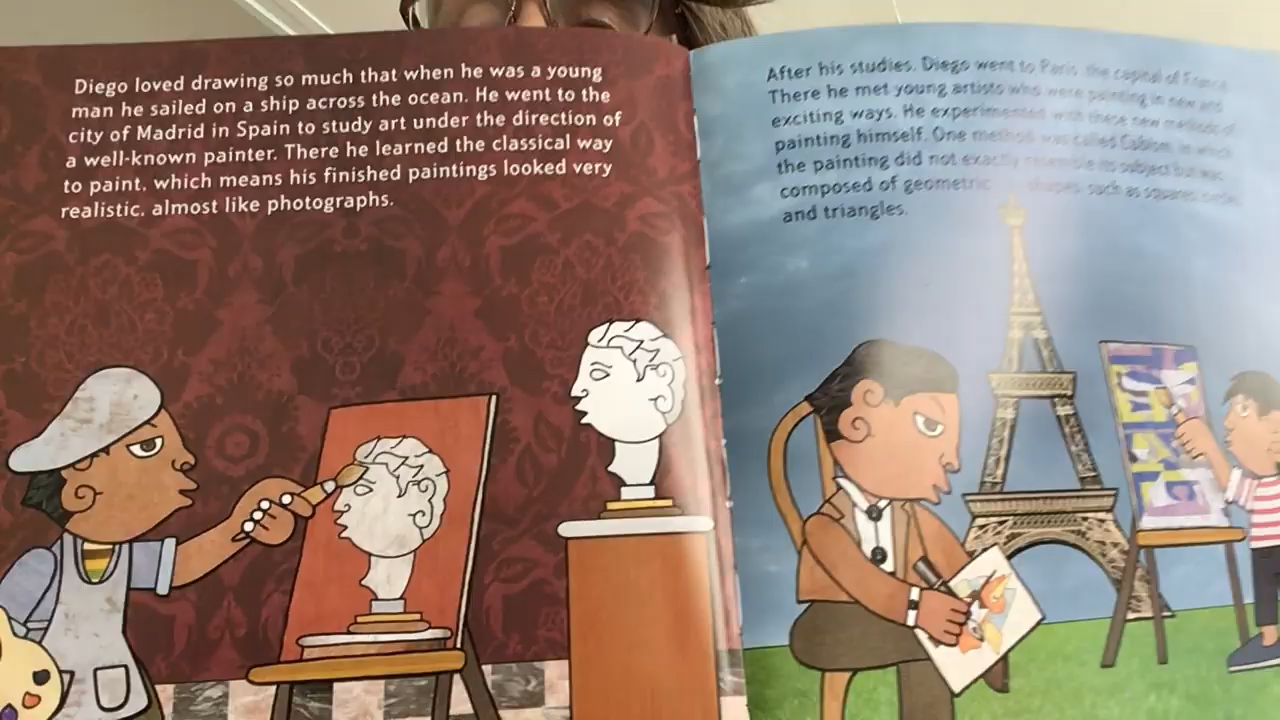 Diego loved drawing so much that when he was a young
man he sailed on a ship across the ocean. He went to the
city of Madrid in Spain to study art under the direction of
a well-known painter. There he learned the classical way
to paint, which means his finished paintings looked very
realistic, almost like photographs.
After his studies, Diego went to Paris, the capital of France.
There he met young artists who were painting in new and
exciting ways. He experimented with these new methods of
painting himself. One method was called Cubism, in which
the painting did not exactly resemble its subject but was
composed of geometric shapes such as squares, circles,
and triangles.